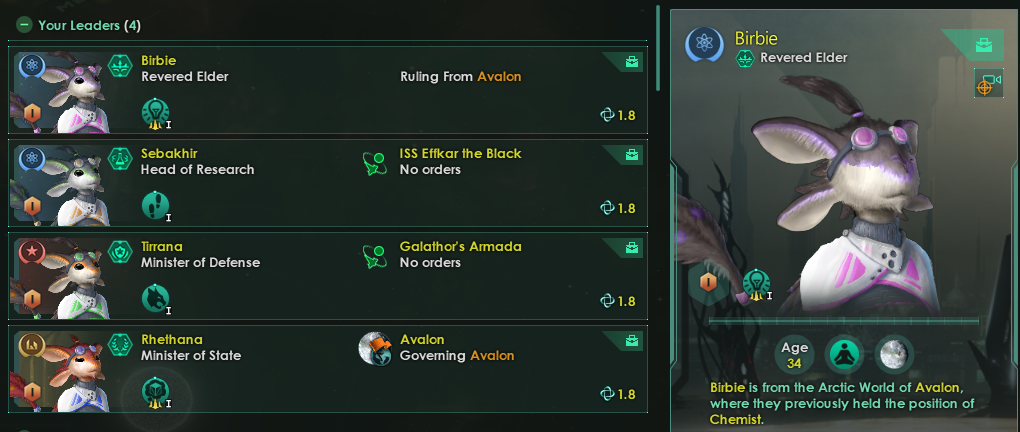 Your Leaders (4)
Birbie
Revered Elder
Ruling From Avalon
I
I
1.8
Sebakhir
Head of Research
ISS Effkar the Black
No orders
I
I
1.8
Tirrana
Minister of Defense
Galathor's Armada
No orders
I
I
1.8
Rhethana
Minister of State
Avalon
Governing Avalon
I
I
1.8
Birbie
Revered Elder
I
I
Age
34
Birbie is from the Arctic World of Avalon,
where they previously held the position of
Chemist.